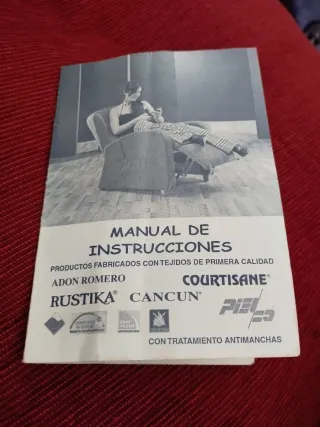 MANUAL DE
INSTRUCCIONES
PRODUCTOS FABRICADOS CON TEJIDOS DE PRIMERA CALIDAD
ADON ROMERO COURTISANE®
RUSTIKA® CANCUN®
CON TRATAMIENTO ANTIMANCHAS